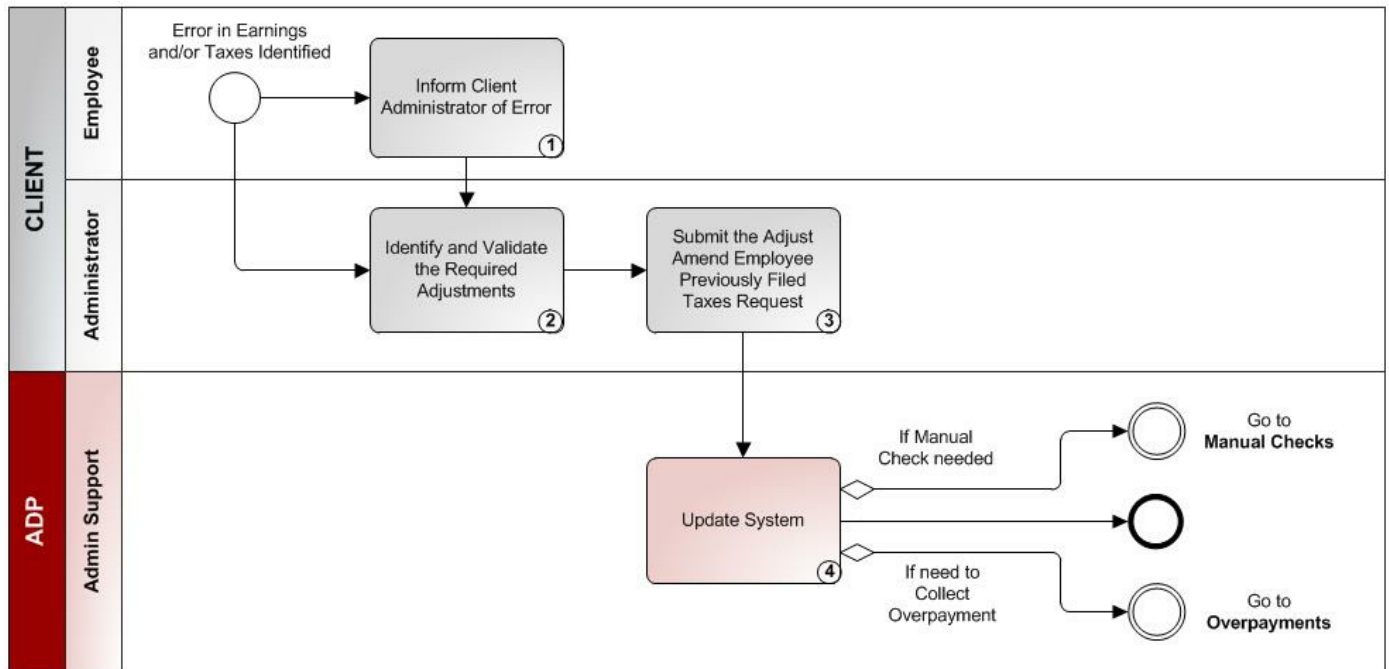 CLIENT
Employee
Error in Earnings
and/or Taxes Identified
Inform Client
Administrator of Error
1
Administrator
Identify and Validate
the Required
Adjustments
2
Submit the Adjust
Amend Employee
Previously Filed
Taxes Request
3
ADP
Admin Support
Update System
4
If Manual
Check needed
Go to
Manual Checks
If need to
Collect
Overpayment
Go to
Overpayments